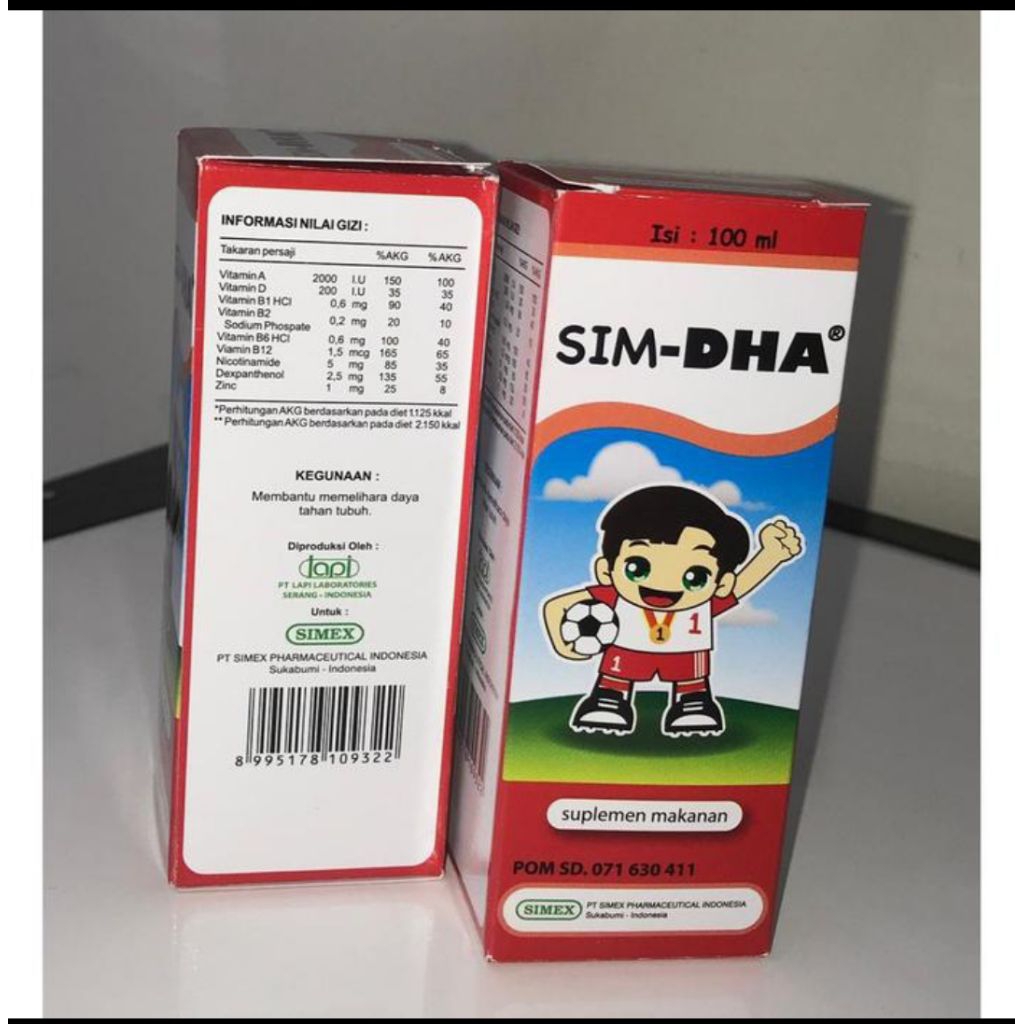 INFORMASI NILAI GIZI :
Takaran persaji %AKG %AKG
Vitamin A 2000 I.U 150 100
Vitamin D 200 I.U 35 35
Vitamin B1 HCl 0,6 mg 90 40
Vitamin B2
Sodium Phospate 0,2 mg 20 10
Vitamin B6 HCl 0,6 mg 100 40
Viamin B12 1,5 mcg 165 65
Nicotinamide 5 mg 85 35
Dexpanthenol 2,5 mg 135 55
Zinc 1 mg 25 8
*Perhitungan AKG berdasarkan pada diet 1.125 kkal
** Perhitungan AKG berdasarkan pada diet 2.150 kkal
KEGUNAAN :
Membantu memelihara daya
tahan tubuh.
Diproduksi Oleh :
lapi
PT LAPI LABORATORIES
SERANG - INDONESIA
Untuk :
SIMEX
PT SIMEX PHARMACEUTICAL INDONESIA
Sukabumi - Indonesia
8 995178 109322
Isi : 100 ml
SIM-DHA®
1
1
1
suplemen makanan
POM SD. 071 630 411
SIMEX PT SIMEX PHARMACEUTICAL INDONESIA
Sukabumi - Indonesia